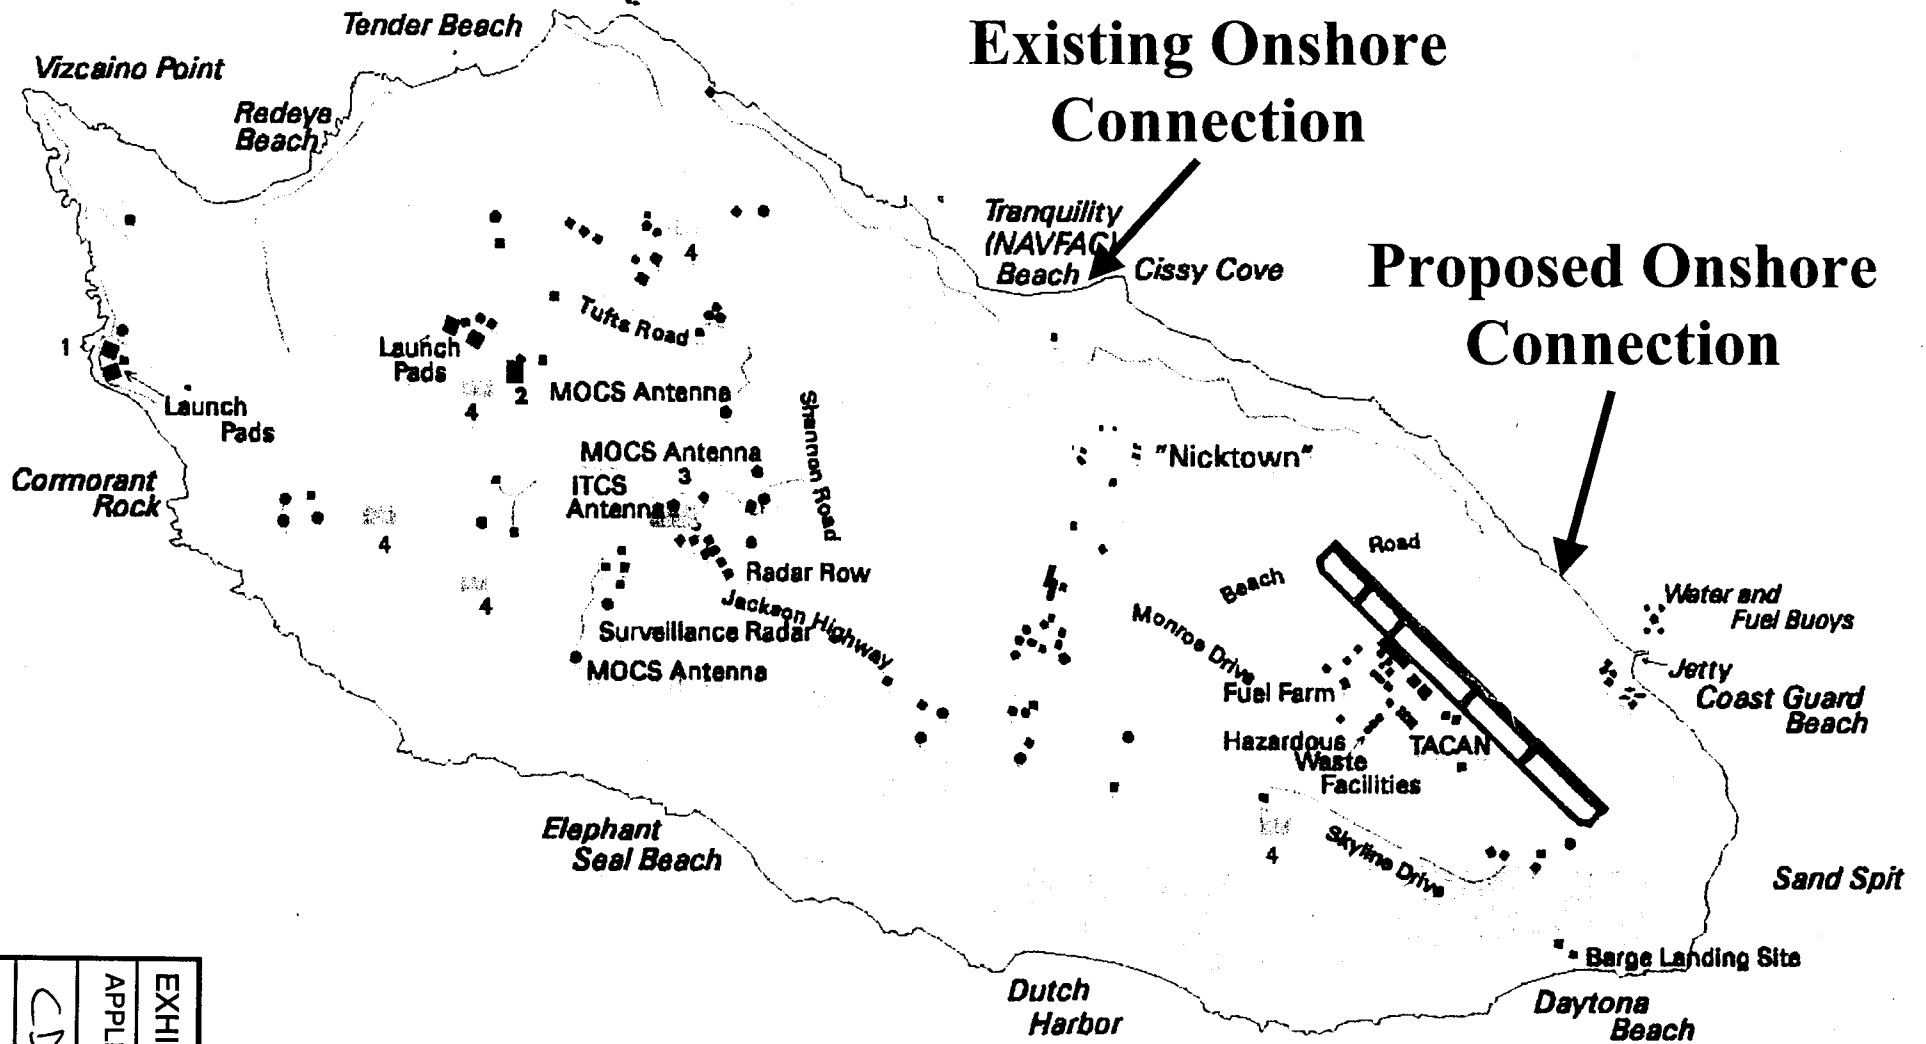 Existing Onshore
Connection
Tender Beach
Vizcaino Point
Redeye
Beach
Tranquility
(NAVFAC)
Beach
Cissy Cove
Proposed Onshore
Connection
4
Tufts Road
1
Launch
Pads
2
4
MOCS Antenna
Launch
Pads
Shannon Road
MOCS Antenna
3
"Nicktown"
ITCS
Antenna
Cormorant
Rock
4
Radar Row
Road
Beach
4
Jackson Highway
Surveillance Radar
MOCS Antenna
Monroe Drive
Water and
Fuel Buoys
Jetty
Coast Guard
Beach
Fuel Farm
Hazardous
Waste
Facilities
TACAN
Elephant
Seal Beach
4
Skyline Drive
Sand Spit
Barge Landing Site
Dutch
Harbor
Daytona
Beach
EXHI
APPLI